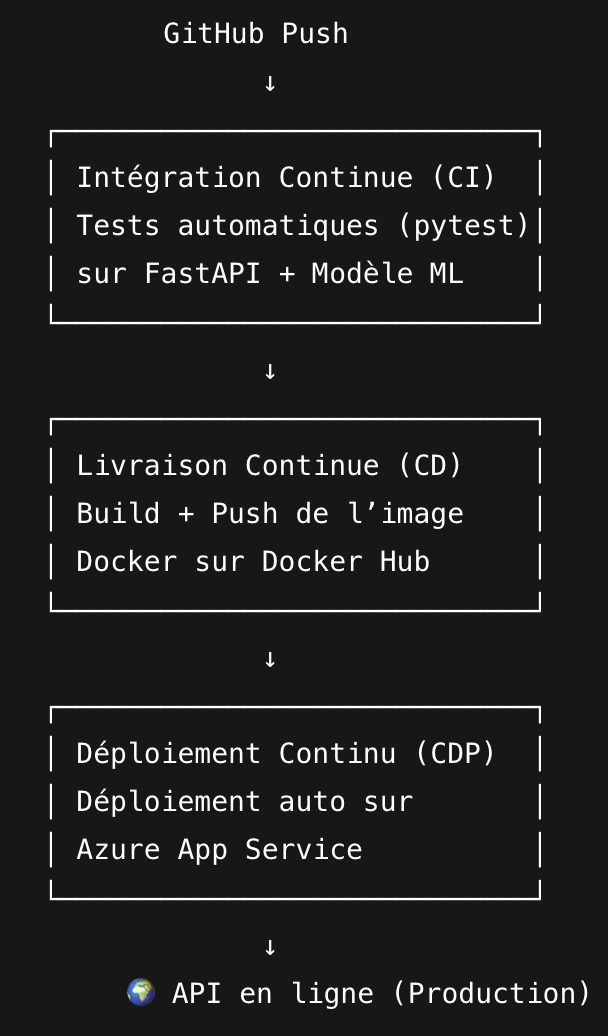 GitHub Push
↓
Intégration Continue (CI)
Tests automatiques (pytest)
sur FastAPI + Modèle ML
↓
Livraison Continue (CD)
Build + Push de l’image
Docker sur Docker Hub
↓
Déploiement Continu (CDP)
Déploiement auto sur
Azure App Service
↓
🌍 API en ligne (Production)